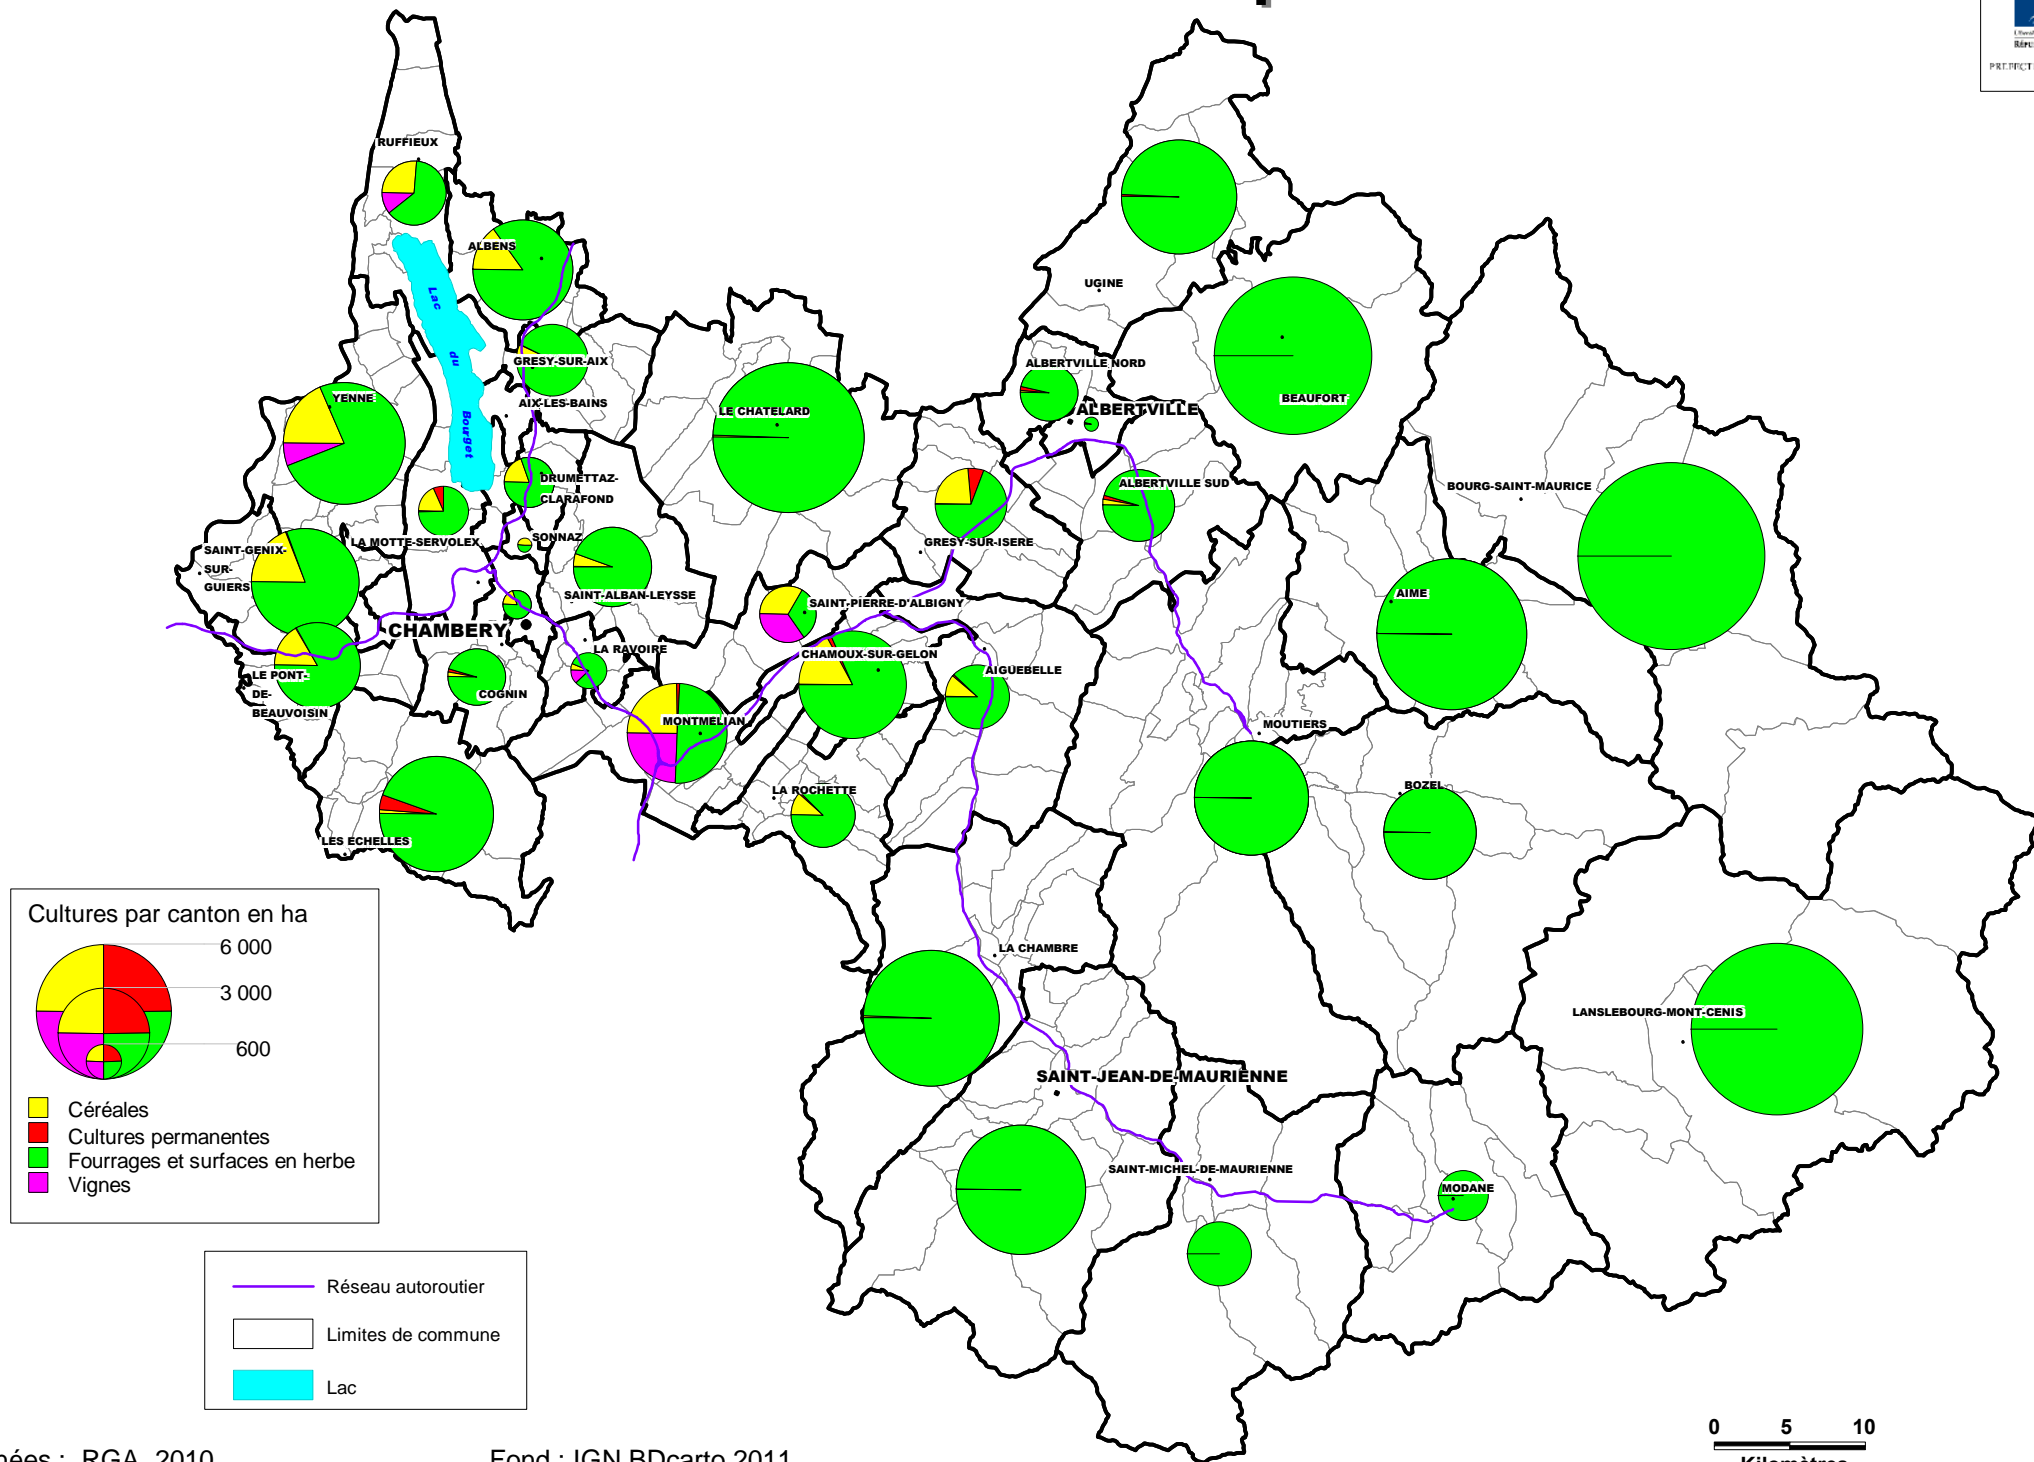 RUFFIEUX
ALBENS
UGINE
Lac
du
Bourget
GRESY-SUR-AIX
AIX-LES-BAINS
YENNE
LE CHATELARD
ALBERTVILLE NORD
ALBERTVILLE
BEAUFORT
DRUMETTAZ-
CLARAFOND
ALBERTVILLE SUD
BOURG-SAINT-MAURICE
LA MOTTE-SERVOLEX
SONNAZ
GRESY-SUR-ISERE
SAINT-GENIX-
SUR-
GUIERS
SAINT-ALBAN-LEYSSE
SAINT-PIERRE-D'ALBIGNY
AIME
CHAMBERY
LA RAVOIRE
CHAMOUX-SUR-GELON
AIGUEBELLE
LE PONT-
DE-
BEAUVOISIN
COGNIN
MONTMELIAN
MOUTIERS
LA ROCHETTE
BOZEL
LES ECHELLES
LA CHAMBRE
LANSLEBOURG-MONT-CENIS
SAINT-JEAN-DE-MAURIENNE
SAINT-MICHEL-DE-MAURIENNE
MODANE
Cultures par canton en ha
6 000
3 000
600
Céréales
Cultures permanentes
Fourrages et surfaces en herbe
Vignes
Réseau autoroutier
Limites de commune
Lac
0 5 10
Kilomètres
nées : RGA 2010
Fond : IGN BDcarto 2011